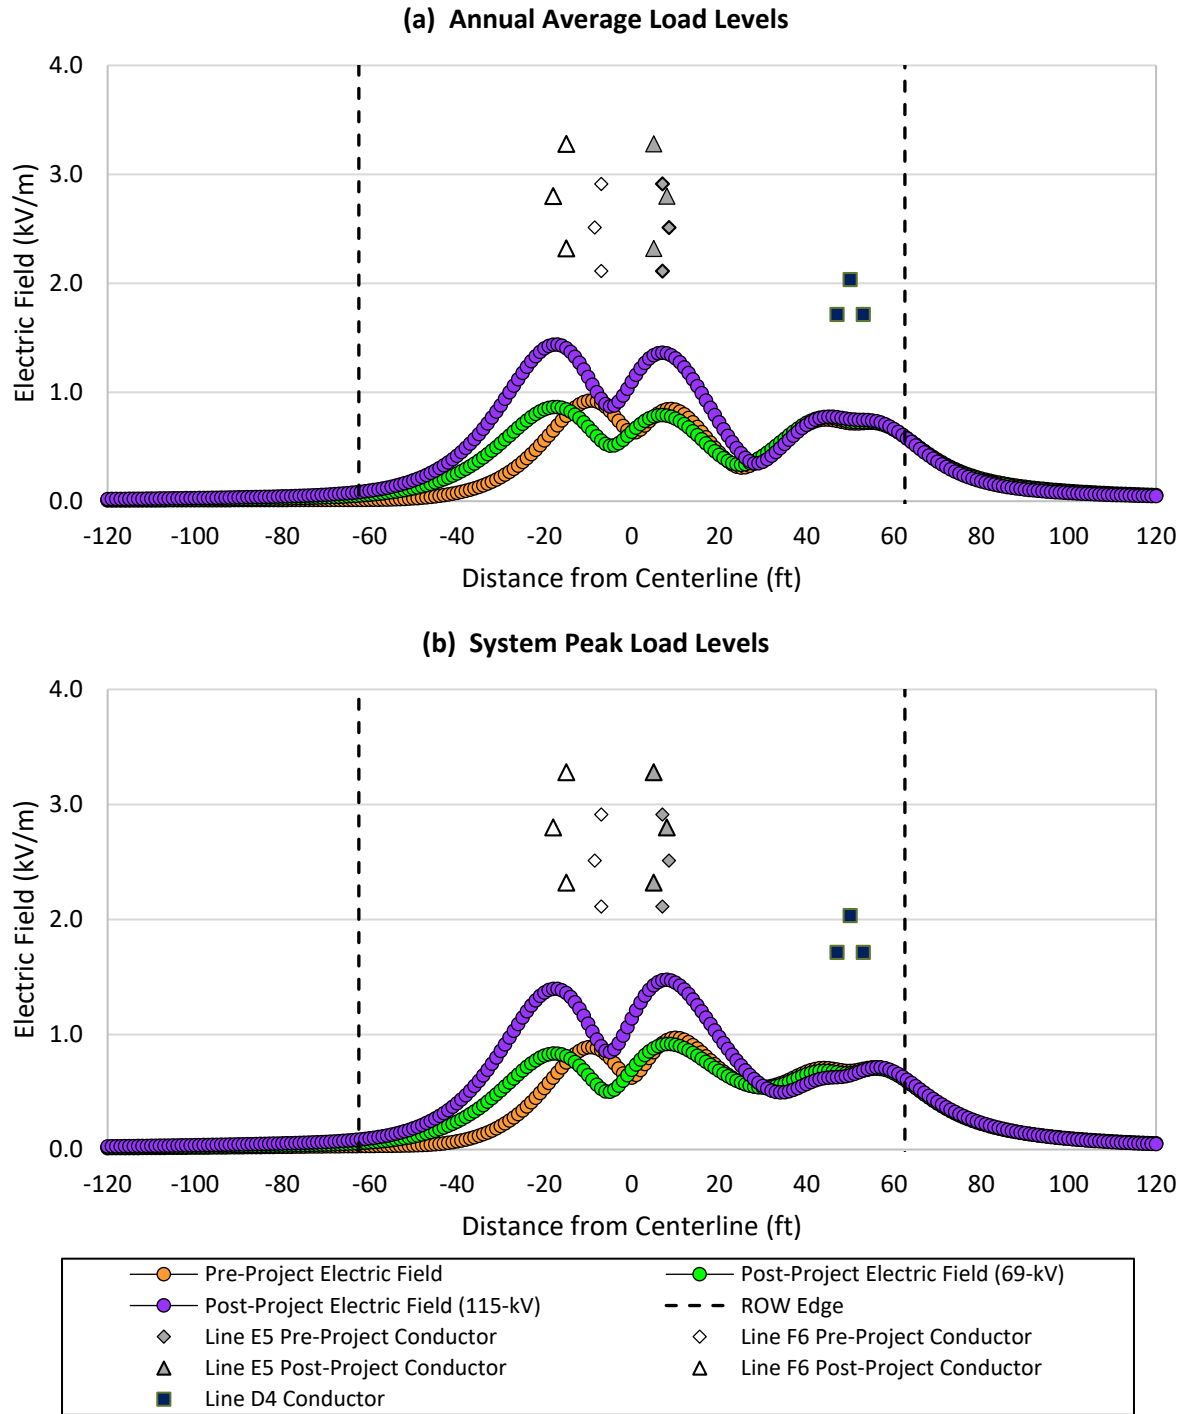 (a) Annual Average Load Levels
4.0
3.0
2.0
1.0
0.0
Electric Field (kV/m)
-120 -100 -80 -60 -40 -20 0 20 40 60 80 100 120
Distance from Centerline (ft)
(b) System Peak Load Levels
4.0
3.0
2.0
1.0
0.0
Electric Field (kV/m)
-120 -100 -80 -60 -40 -20 0 20 40 60 80 100 120
Distance from Centerline (ft)
Pre-Project Electric Field
Post-Project Electric Field (69-kV)
Post-Project Electric Field (115-kV)
ROW Edge
Line E5 Pre-Project Conductor
Line F6 Pre-Project Conductor
Line E5 Post-Project Conductor
Line F6 Post-Project Conductor
Line D4 Conductor